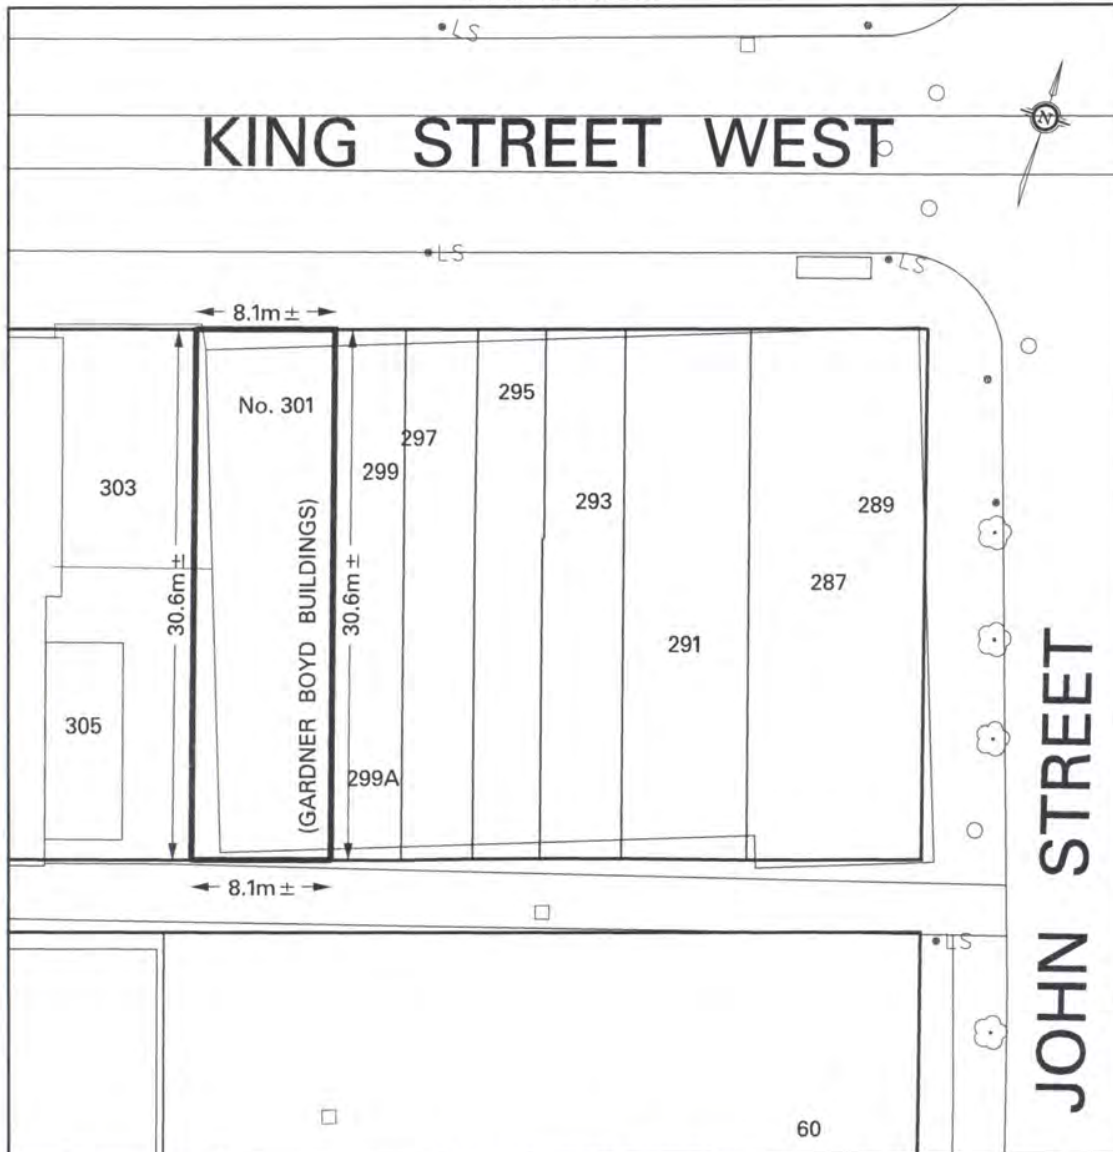 LS
KING STREET WEST
N
LS
LS
8.1m ±
No. 301
295
297
299
303
293
289
30.6m ±
(GARDNER BOYD BUILDINGS)
30.6m ±
287
291
305
299A
8.1m ±
JOHN STREET
LS
60